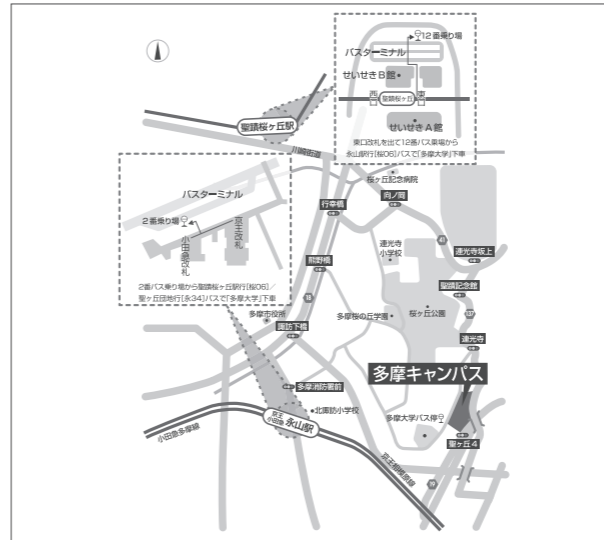 12番乗り場
バスターミナル
せいせきB館
西口
聖蹟桜ヶ丘
東口
せいせきA館
東口改札を出て12番バス乗場から
永山駅行[桜06]バスで「多摩大学」下車
聖蹟桜ヶ丘駅
川崎街道
桜ヶ丘記念病院
向ノ岡
行幸橋
バスターミナル
2番乗り場
京王改札
小田急改札
2番バス乗り場から聖蹟桜ヶ丘駅行[桜06]/
聖ヶ丘団地行[永34]バスで「多摩大学」下車
熊野橋
連光寺
小学校
41
連光寺坂上
聖蹟記念館
18
桜ヶ丘公園
137
多摩市役所
多摩桜の丘学園
諏訪下橋
連光寺
多摩キャンパス
多摩消防署前
北諏訪小学校
多摩大学バス停
京王
小田急
永山駅
聖ヶ丘4
小田急多摩線
京王相模原線
19